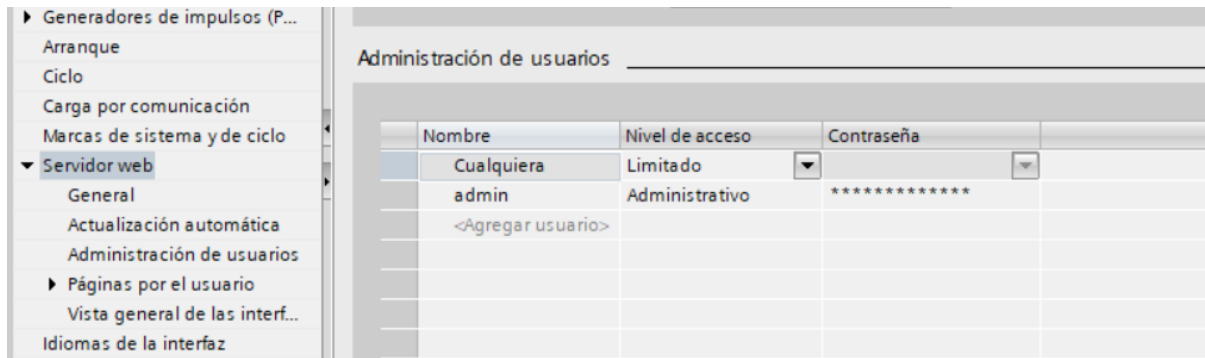 Generadores de impulsos (P...
Arranque
Ciclo
Carga por comunicación
Marcas de sistema y de ciclo
Servidor web
General
Actualización automática
Administración de usuarios
Páginas por el usuario
Vista general de las interf...
Idiomas de la interfaz
Administración de usuarios
Nombre Nivel de acceso Contraseña
Cualquiera Limitado
admin Administrativo *************
<Agregar usuario>